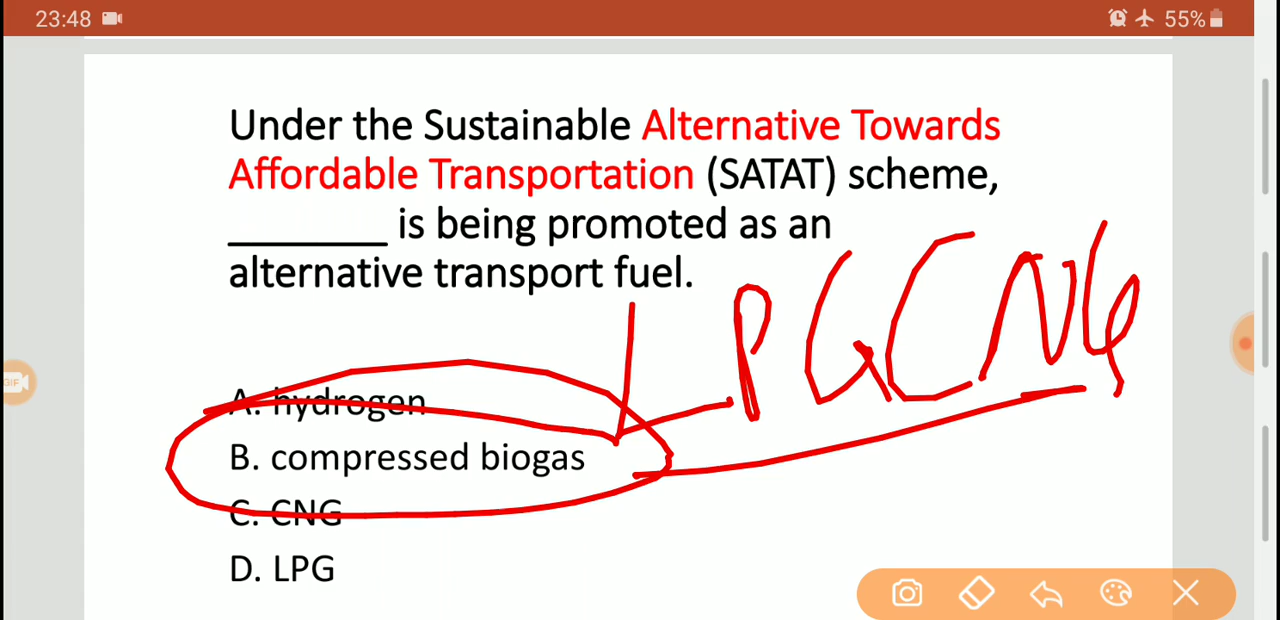 23:48
55%
Under the Sustainable Alternative Towards
Affordable Transportation (SATAT) scheme,
________ is being promoted as an
alternative transport fuel.
LPG CNG
A. hydrogen
B. compressed biogas
C. CNG
D. LPG
GIF